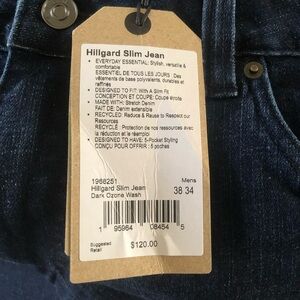 Hillgard Slim Jean
• EVERYDAY ESSENTIAL: Stylish, versatile &
comfortable
ESSENTIEL DE TOUS LES JOURS : Des
vêtements de base polyvalents, durables et
raffinés
• DESIGNED TO FIT: With A Slim Fit
CONCEPTION ET COUPE: Coupe étroite
• MADE WITH: Stretch Denim
FAIT DE: Denim extensible
• RECYCLED: Reduce & Reuse to Respect our
Resources
RECYCLÉ : Protection de nos ressources avec
la réduction et le réemploi
• DESIGNED TO HAVE: 5-Pocket Styling
CONÇU POUR OFFRIR : 5 poches
1968251
Mens
Hillgard Slim Jean
38 34
Dark Ozone Wash
1 95964 08454 5
Suggested
Retail
$120.00